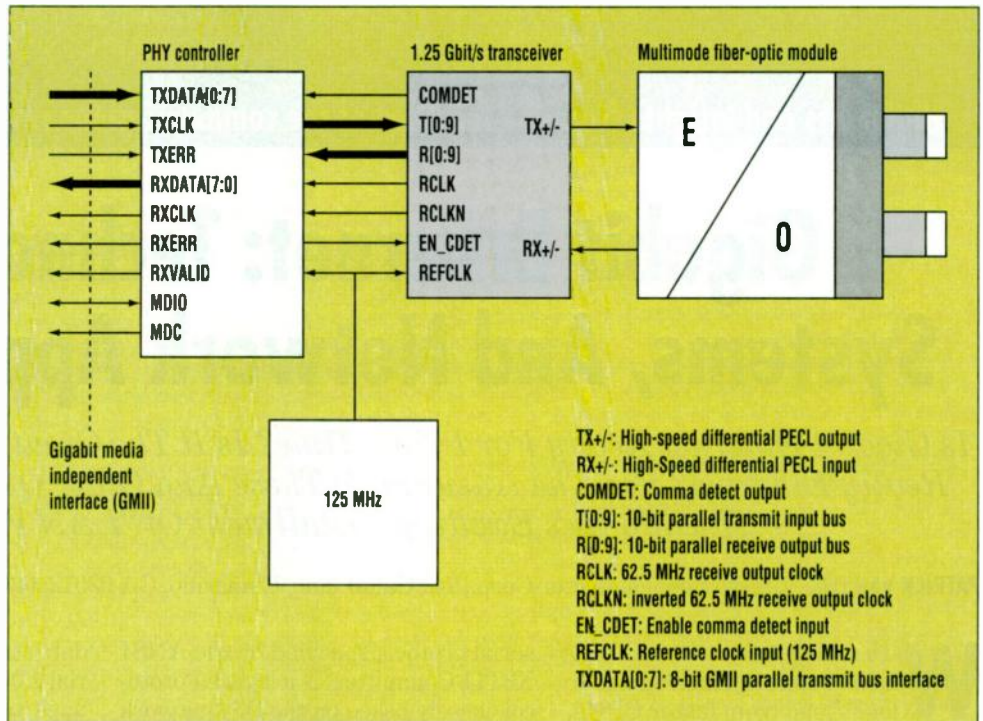 PHY controller
1.25 Gbit/s transceiver
Multimode fiber-optic module
TXDATA[0:7]
TXCLK
TXERR
RXDATA[7:0]
RXCLK
RXERR
RXVALID
MDIO
MDC
COMDET
T[0:9]
R[0:9]
RCLK
RCLKN
EN_CDET
REFCLK
TX+/-
RX+/-
E
O
Gigabit media
independent
interface (GMII)
125 MHz
TX+/-: High-speed differential PECL output
RX+/-: High-Speed differential PECL input
COMDET: Comma detect output
T[0:9]: 10-bit parallel transmit input bus
R[0:9]: 10-bit parallel receive output bus
RCLK: 62.5 MHz receive output clock
RCLKN: inverted 62.5 MHz receive output clock
EN_CDET: Enable comma detect input
REFCLK: Reference clock input (125 MHz)
TXDATA[0:7]: 8-bit GMII parallel transmit bus interface